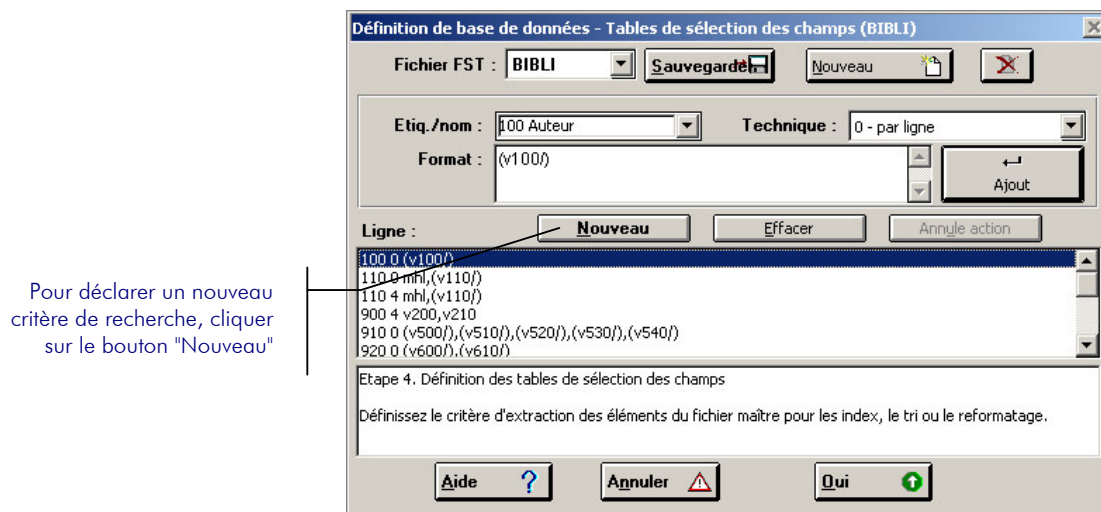 Définition de base de données - Tables de sélection des champs (BIBLI)
Fichier FST : BIBLI Sauvegarde Nouveau
Etiq./nom : 100 Auteur Technique : 0 - par ligne
Format : (v100/)
Ajout
Ligne : Nouveau Effacer Annule action
100 0 (v100/)
110 0 mhl,(v110/)
110 4 mhl,(v110/)
900 4 v200,v210
910 0 (v500/),(v510/),(v520/),(v530/),(v540/)
920 0 (v600/),(v610/)
Pour déclarer un nouveau
critère de recherche, cliquer
sur le bouton "Nouveau"
Etape 4. Définition des tables de sélection des champs
Définissez le critère d'extraction des éléments du fichier maître pour les index, le tri ou le reformatage.
Aide Annuler Oui